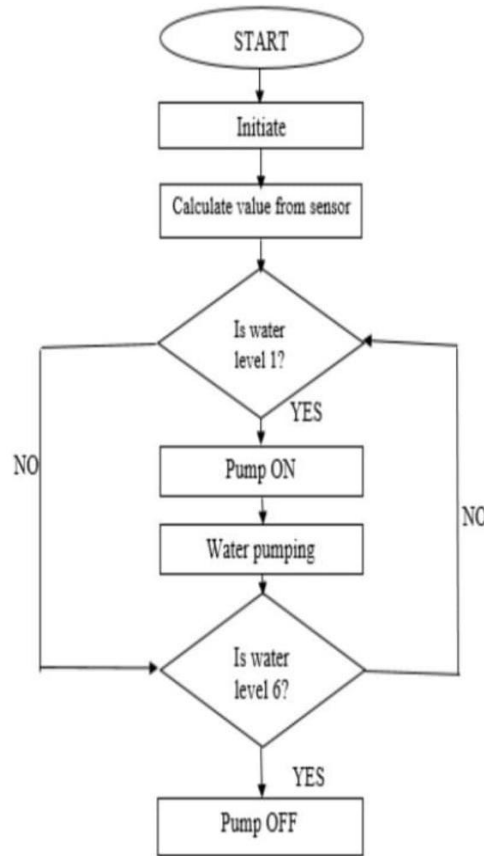 START
Initiate
Calculate value from sensor
Is water
level 1?
YES
NO
Pump ON
NO
Water pumping
Is water
level 6?
YES
Pump OFF